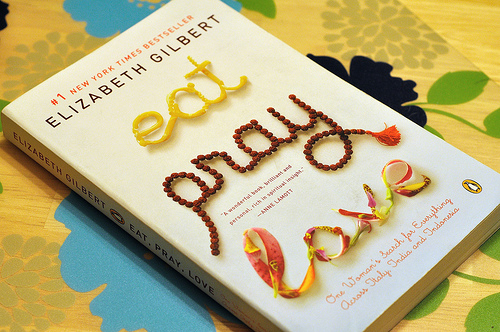 #1 NEW YORK TIMES BESTSELLER
ELIZABETH GILBERT
eat
pray
love
"A wonderful book, brilliant and
personal, rich in spiritual insight."
—ANNE LAMOTT
One Woman's Search for Everything
Across Italy, India and Indonesia
ELIZABETH GILBERT EAT, PRAY, LOVE